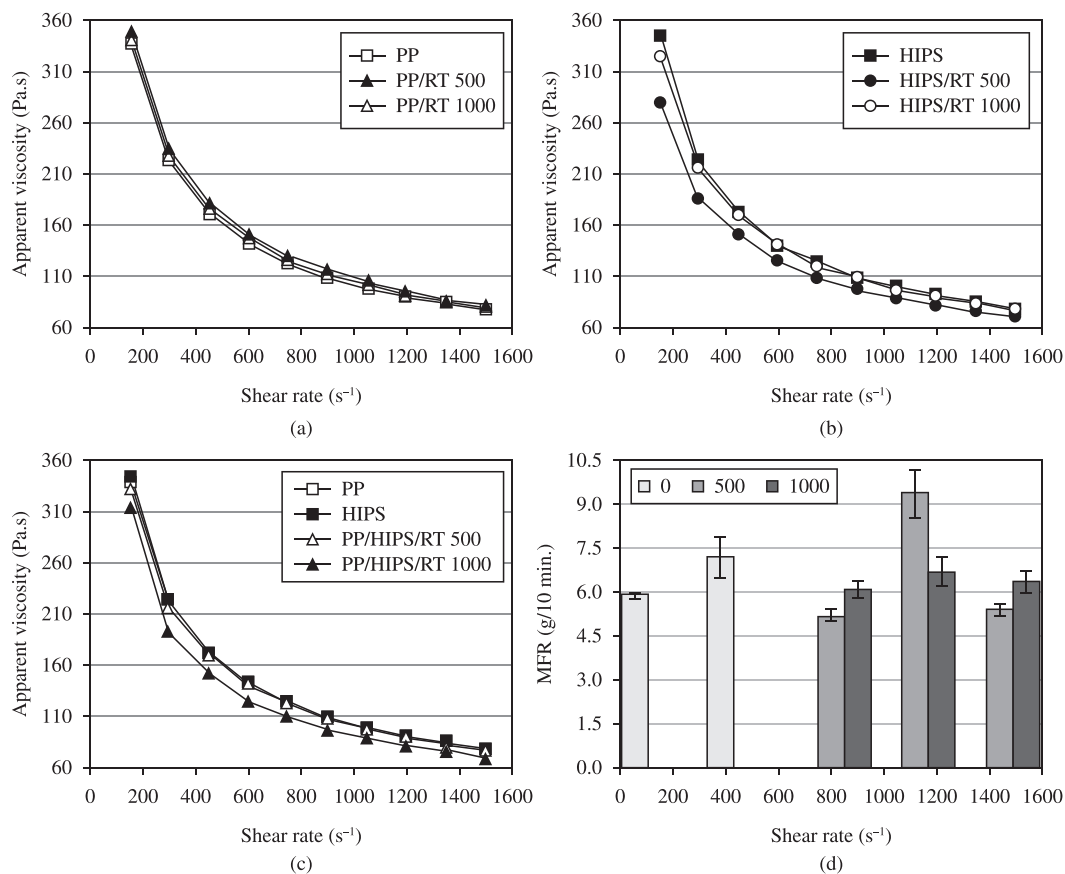 360
310
260
210
160
110
60
Apparent viscosity (Pa.s)
PP
PP/RT 500
PP/RT 1000
0 200 400 600 800 1000 1200 1400 1600
Shear rate (s⁻¹)
(a)
360
310
260
210
160
110
60
Apparent viscosity (Pa.s)
HIPS
HIPS/RT 500
HIPS/RT 1000
0 200 400 600 800 1000 1200 1400 1600
Shear rate (s⁻¹)
(b)
360
310
260
210
160
110
60
Apparent viscosity (Pa.s)
PP
HIPS
PP/HIPS/RT 500
PP/HIPS/RT 1000
0 200 400 600 800 1000 1200 1400 1600
Shear rate (s⁻¹)
(c)
10.5
9.0
7.5
6.0
4.5
3.0
1.5
0.0
MFR (g/10 min.)
0 500 1000
0 200 400 600 800 1000 1200 1400 1600
Shear rate (s⁻¹)
(d)